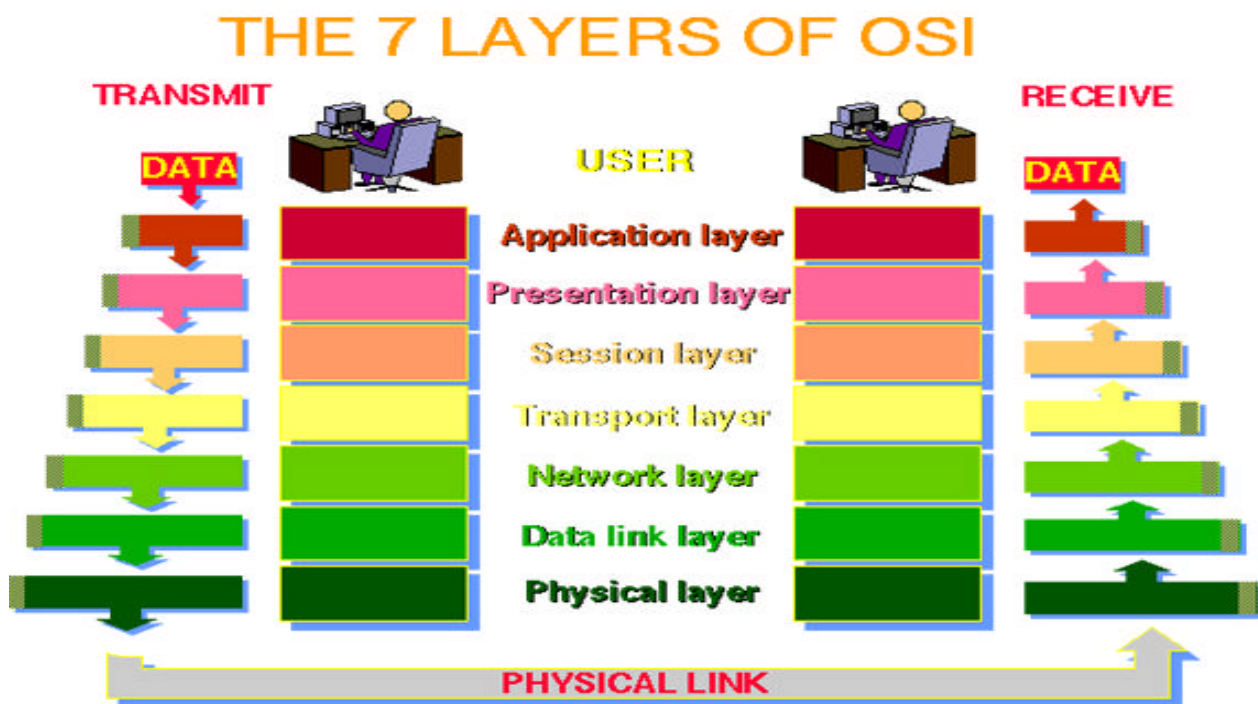 THE 7 LAYERS OF OSI
TRANSMIT
RECEIVE
DATA
USER
DATA
Application layer
Presentation layer
Session layer
Transport layer
Network layer
Data link layer
Physical layer
PHYSICAL LINK